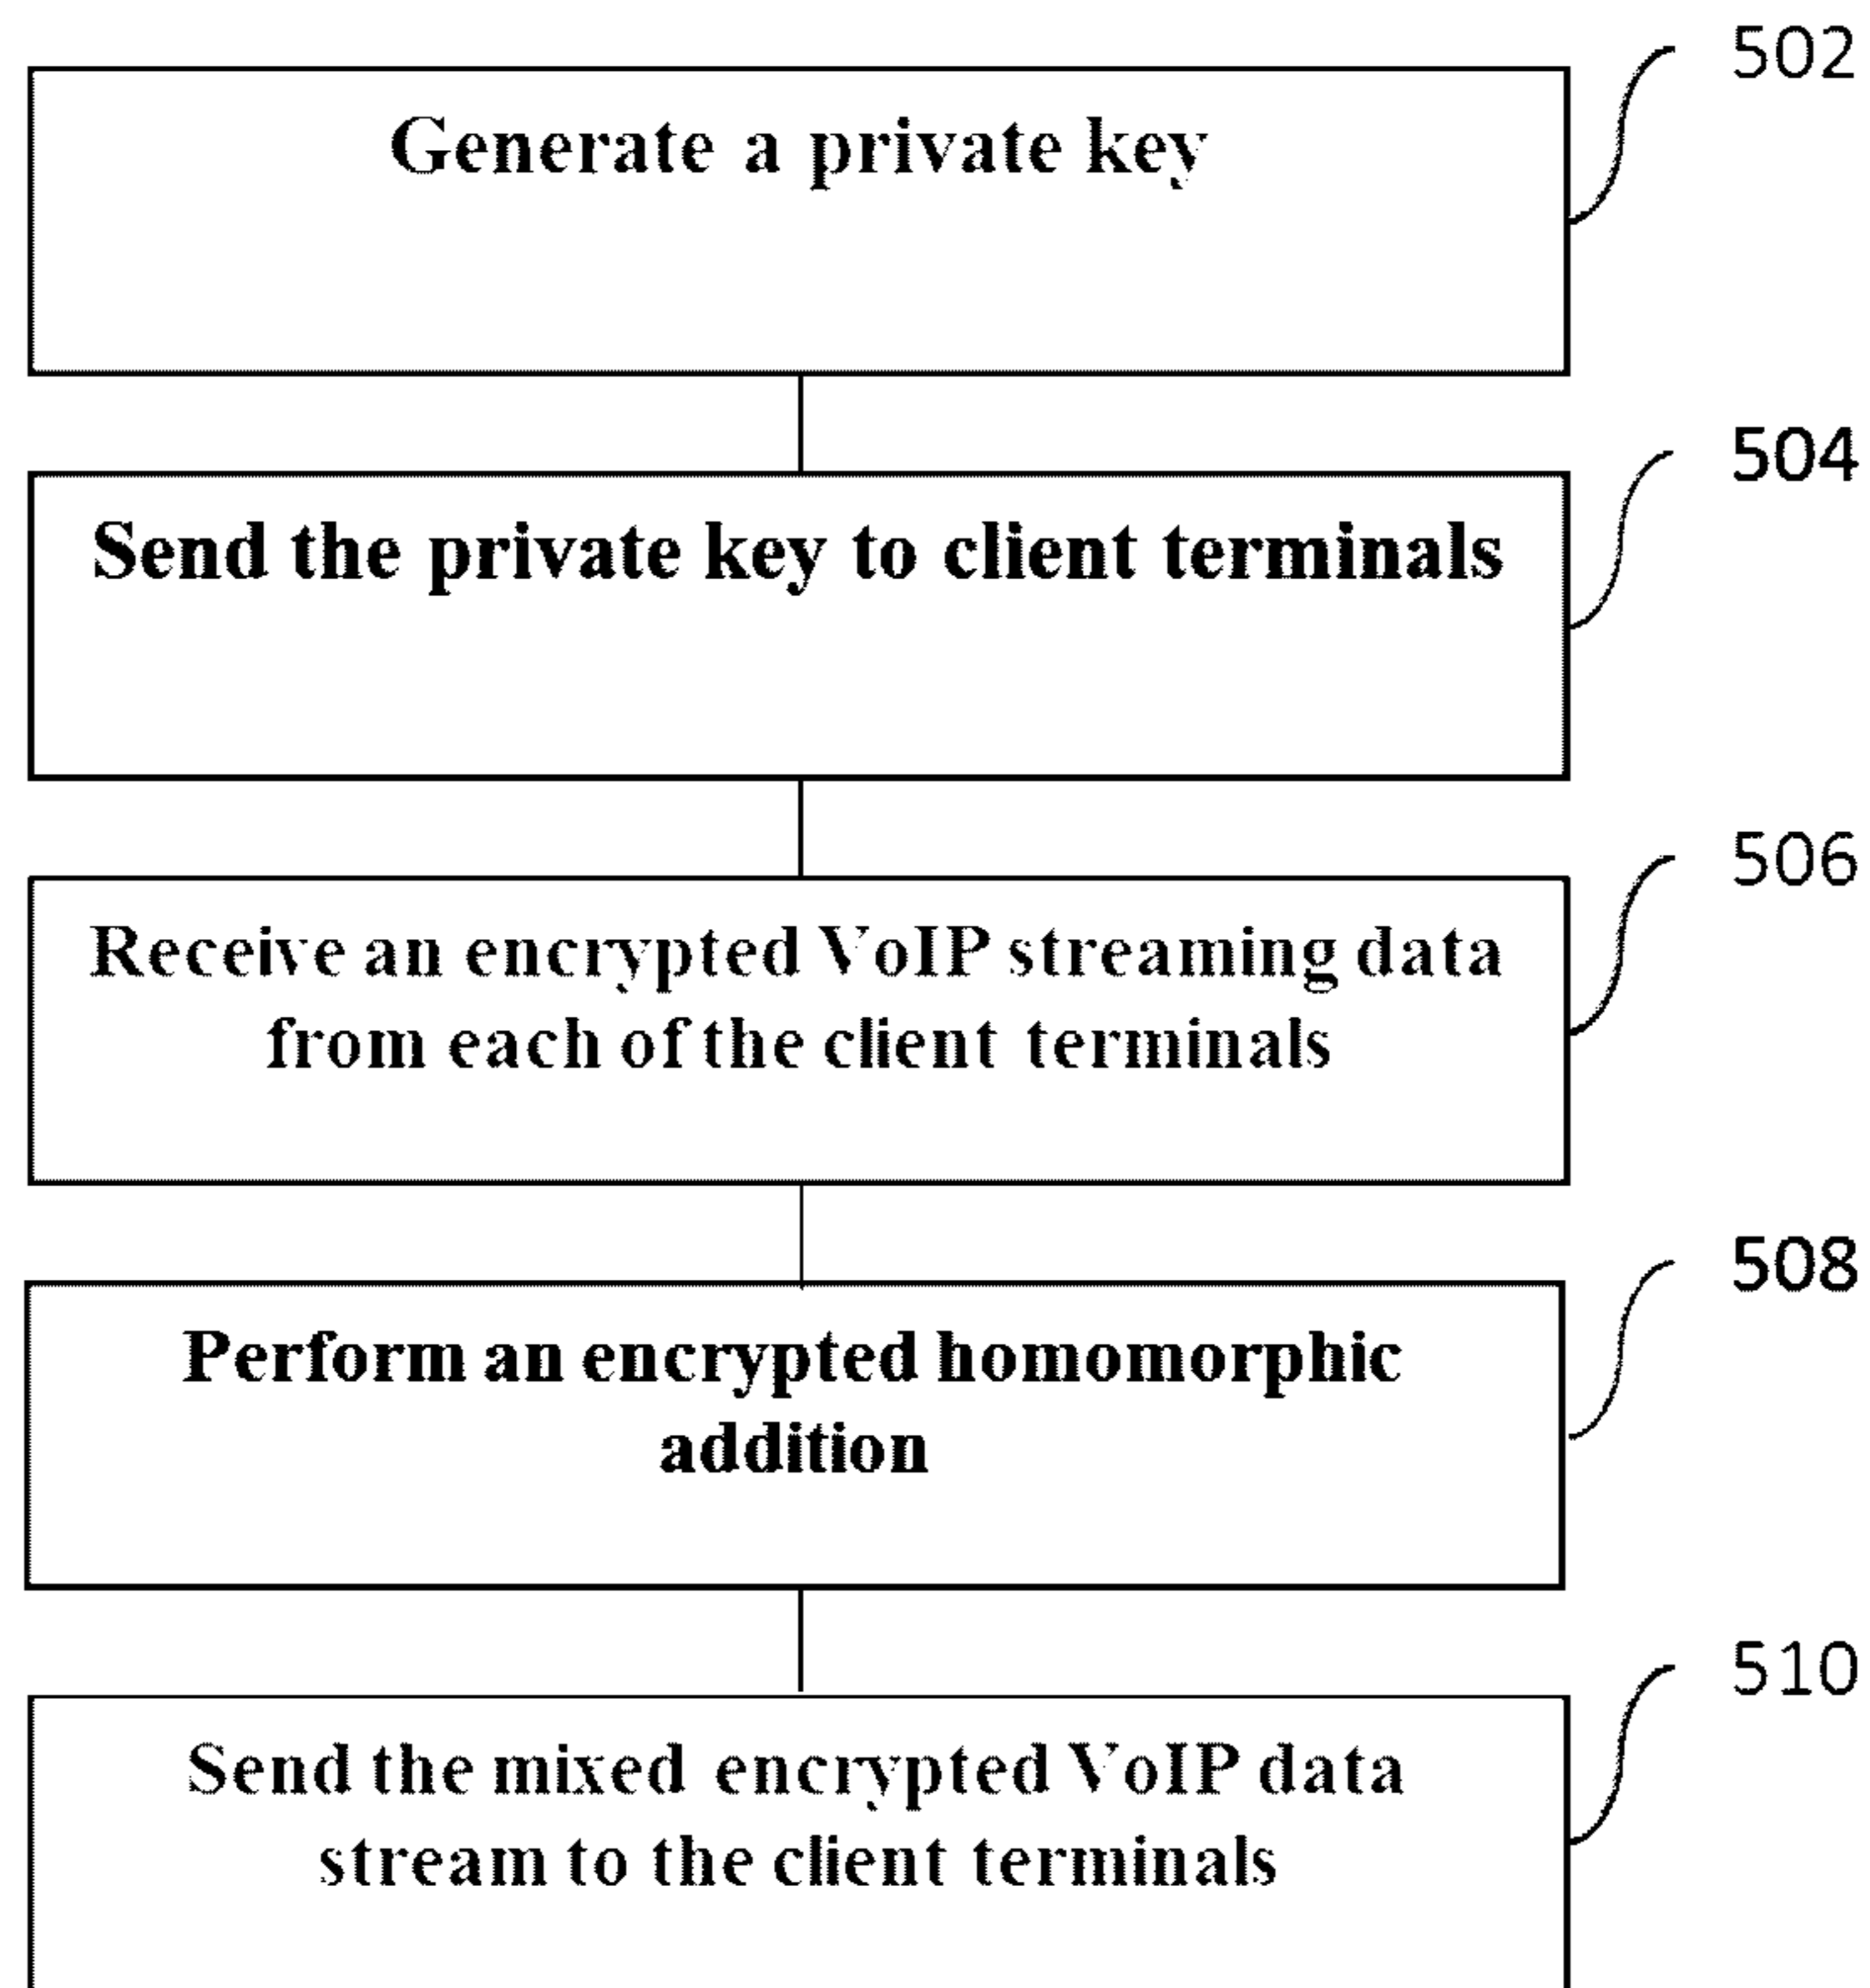 502
Generate a private key
504
Send the private key to client terminals
506
Receive an encrypted VoIP streaming data
from each of the client terminals
508
Perform an encrypted homomorphic
addition
510
Send the mixed encrypted VoIP data
stream to the client terminals